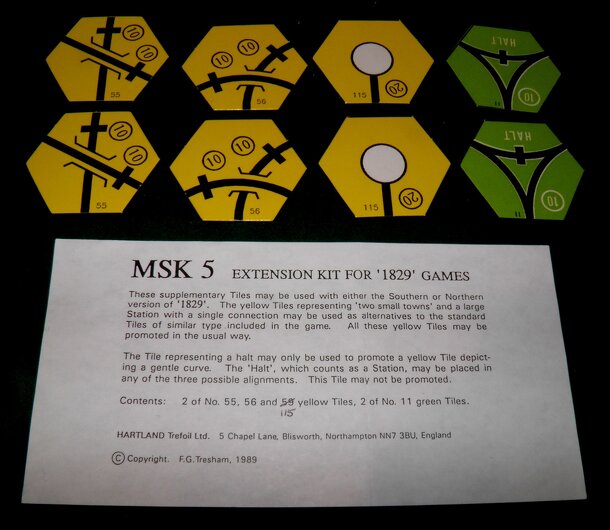 10
10
55
10
10
56
115
20
HALT
10
11
10
10
55
10
10
56
115
20
HALT
10
11
MSK 5 EXTENSION KIT FOR '1829' GAMES
These supplementary Tiles may be used with either the Southern or Northern
version of '1829'. The yellow Tiles representing 'two small towns' and a large
Station with a single connection may be used as alternatives to the standard
Tiles of similar type included in the game. All these yellow Tiles may be
promoted in the usual way.
The Tile representing a halt may only be used to promote a yellow Tile depict-
ing a gentle curve. The 'Halt', which counts as a Station, may be placed in
any of the three possible alignments. This Tile may not be promoted.
Contents: 2 of No. 55, 56 and 59 yellow Tiles, 2 of No. 11 green Tiles.
115
HARTLAND Trefoil Ltd. 5 Chapel Lane, Blisworth, Northampton NN7 3BU, England
© Copyright. F.G.Tresham, 1989